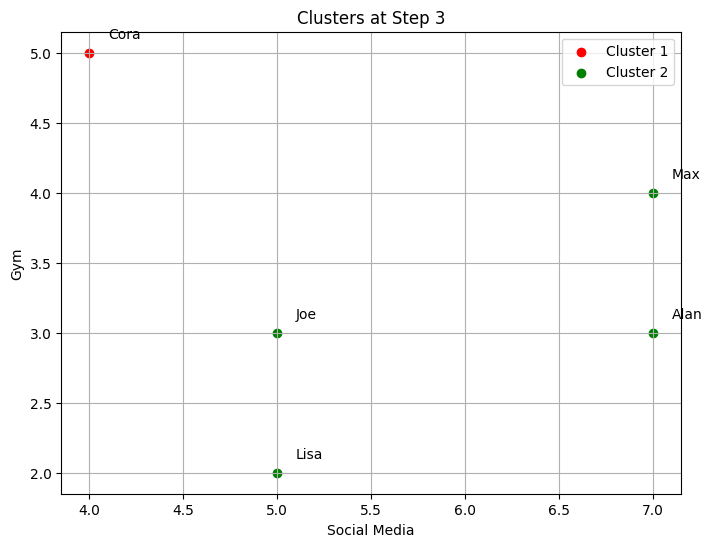 Clusters at Step 3
Cora
Cluster 1
Cluster 2
Max
Joe
Alan
Lisa
5.0
4.5
4.0
3.5
3.0
2.5
2.0
Gym
4.0 4.5 5.0 5.5 6.0 6.5 7.0
Social Media